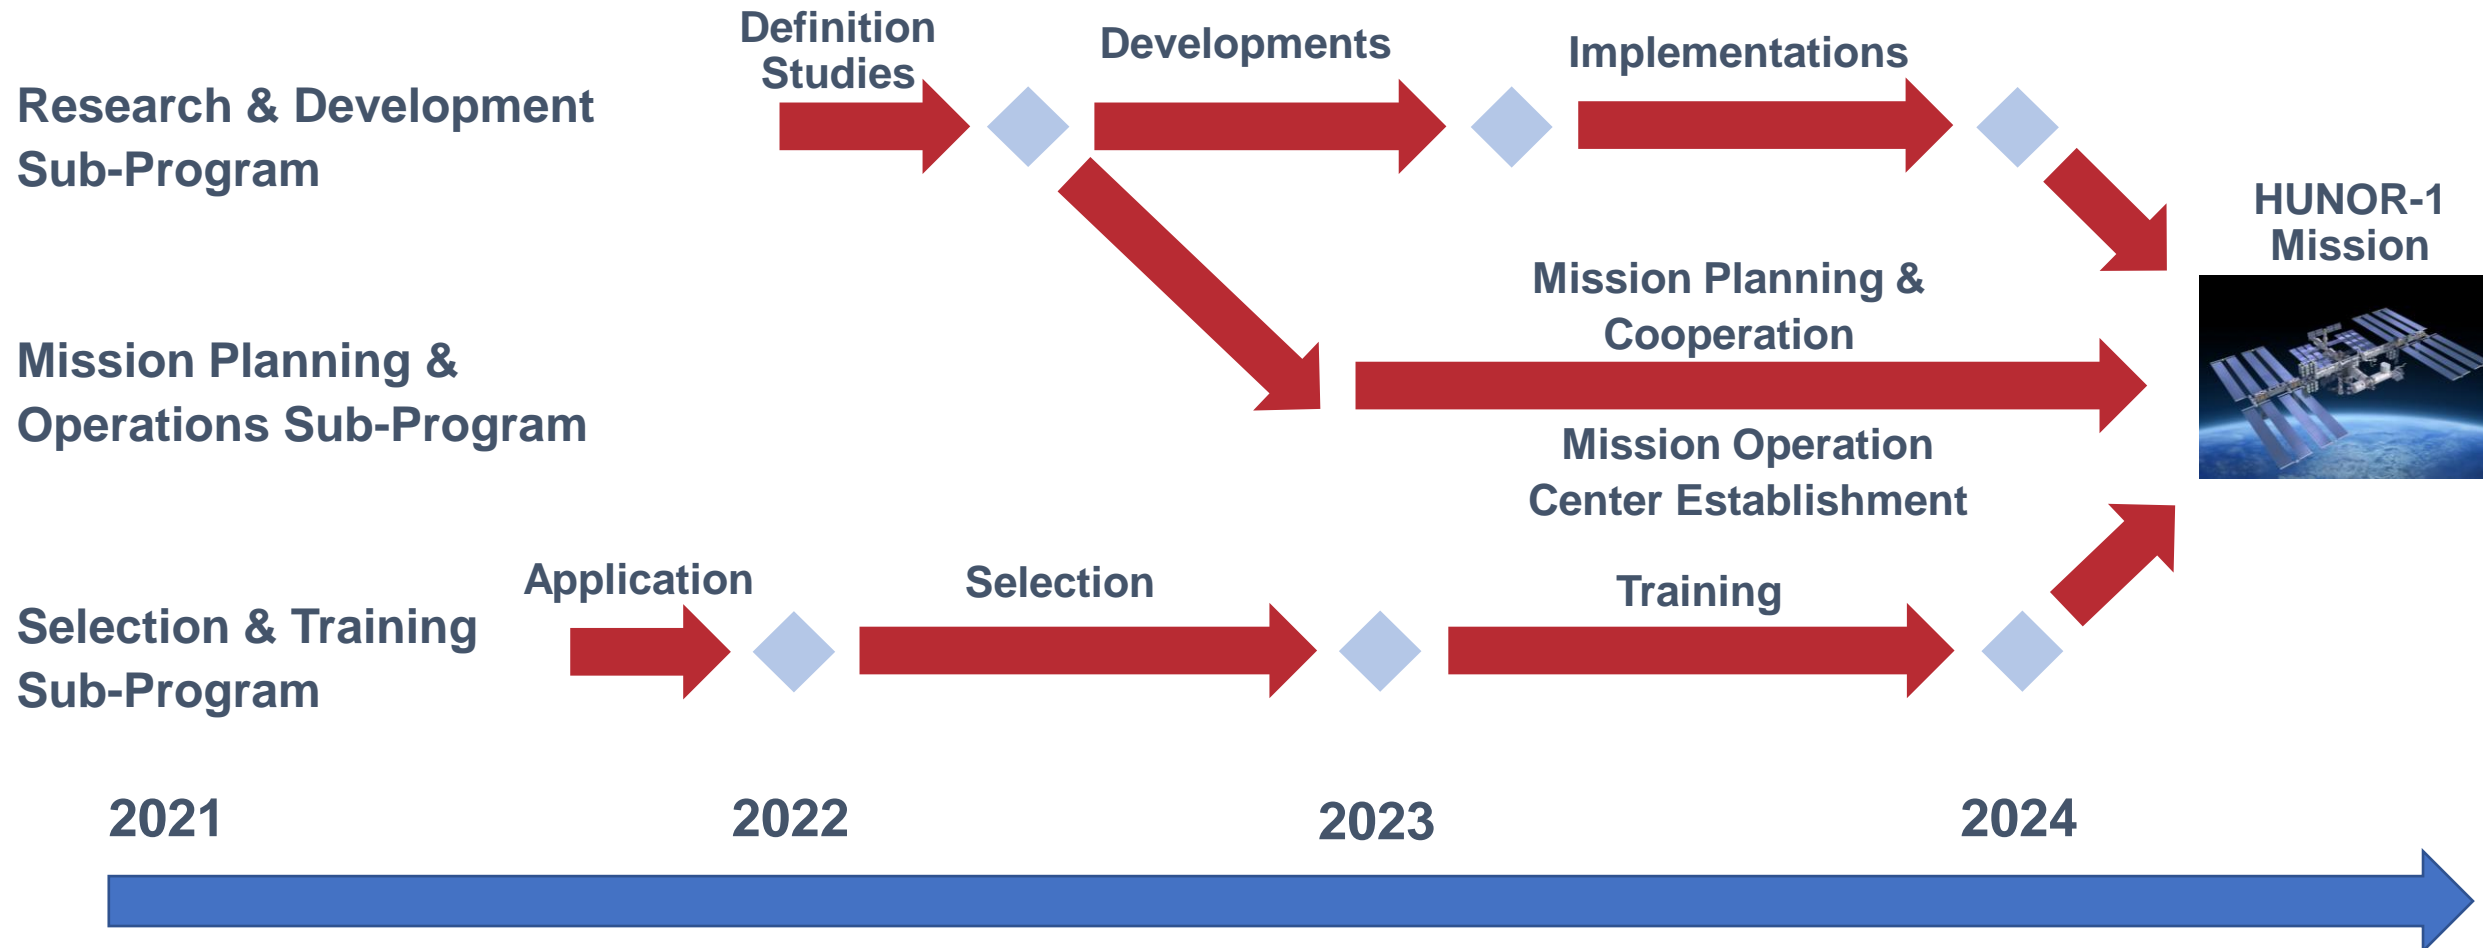 Definition
Studies
Developments
Implementations
Research & Development
Sub-Program
HUNOR-1
Mission
Mission Planning &
Cooperation
Mission Planning &
Operations Sub-Program
Mission Operation
Center Establishment
Application
Selection
Training
Selection & Training
Sub-Program
2021
2022
2023
2024